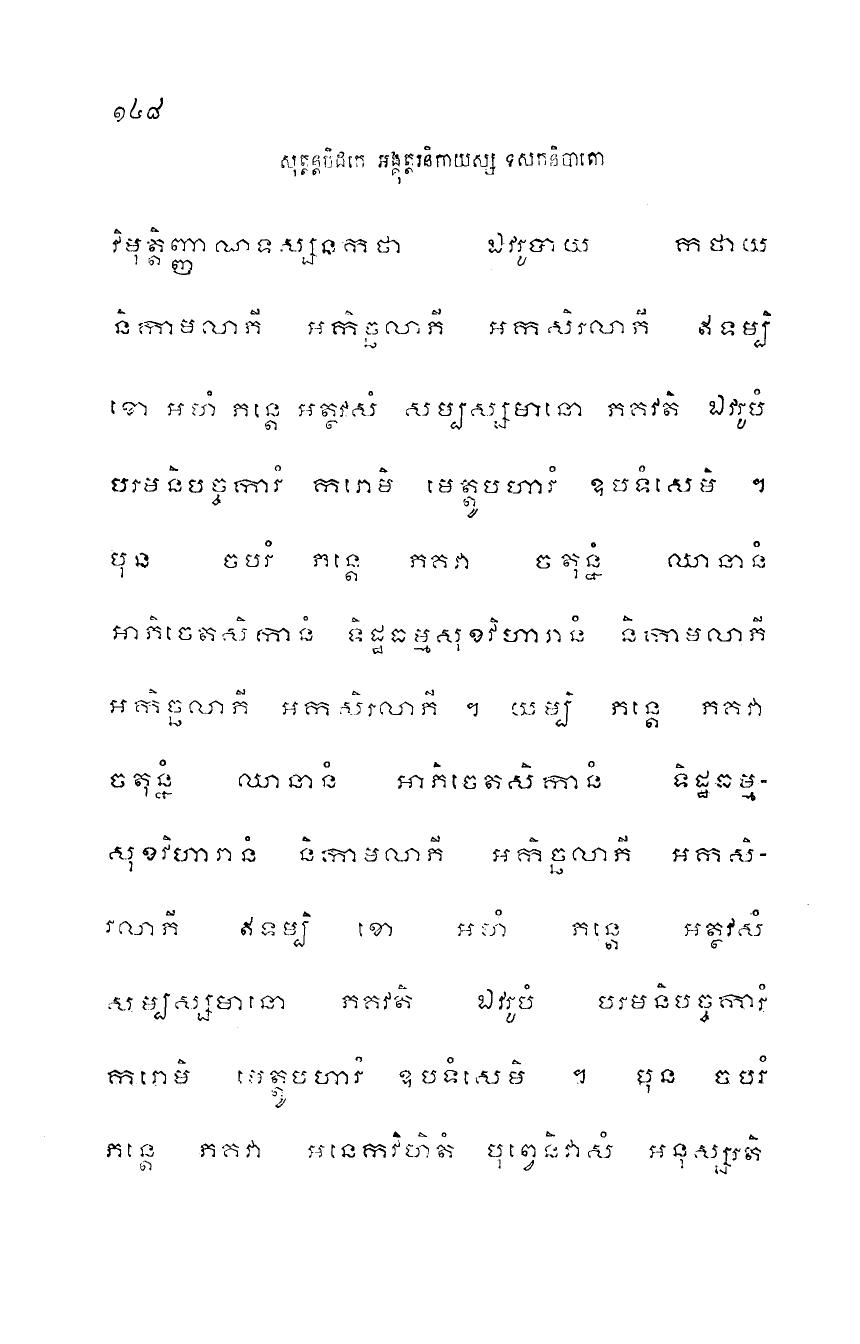 ១៤៨
សុត្តន្តបិដកេ អង្គុត្តរនិកាយស្ស ទសកនិបាតោ
វិមុត្តិញ្ញាណទស្សនកថា ឯវរូបាយ កថាយ
និកាមលាភី អកិច្ឆលាភី អកសិរលាភី ឥទម្បិ
ខោ អហំ ភន្តេ អត្ថវសំ សម្បស្សមានោ ភគវតិ ឯវរូបំ
បរមនិបច្ចការំ ករោមិ មេត្តូបហារំ ឧបទំសេមិ ។
បុន ចបរំ ភន្តេ ភគវា ចតុន្នំ ឈានានំ
អាភិចេតសិកានំ ទិដ្ឋធម្មសុខវិហារានំ និកាមលាភី
អកិច្ឆលាភី អកសិរលាភី ។ យម្បិ ភន្តេ ភគវា
ចតុន្នំ ឈានានំ អាភិចេតសិកានំ ទិដ្ឋធម្ម-
សុខវិហារានំ និកាមលាភី អកិច្ឆលាភី អកសិ-
រលាភី ឥទម្បិ ខោ អហំ ភន្តេ អត្ថវសំ
សម្បស្សមានោ ភគវតិ ឯវរូបំ បរមនិបច្ចការំ
ករោមិ មេត្តូបហារំ ឧបទំសេមិ ។ បុន ចបរំ
ភន្តេ ភគវា អនេកវិហិតំ បុព្វេនិវាសំ អនុស្សរតិ